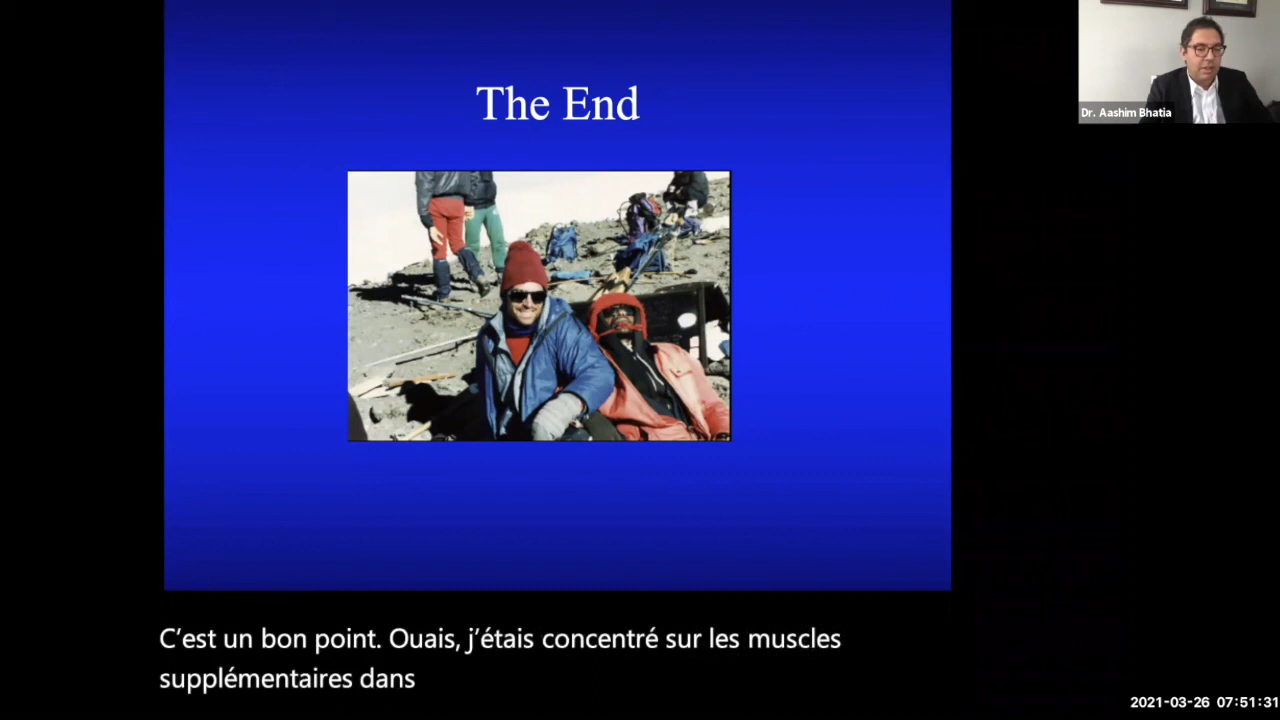 The End
Dr. Aashim Bhatia
C’est un bon point. Ouais, j’étais concentré sur les muscles
supplémentaires dans
2021-03-26 07:51:31